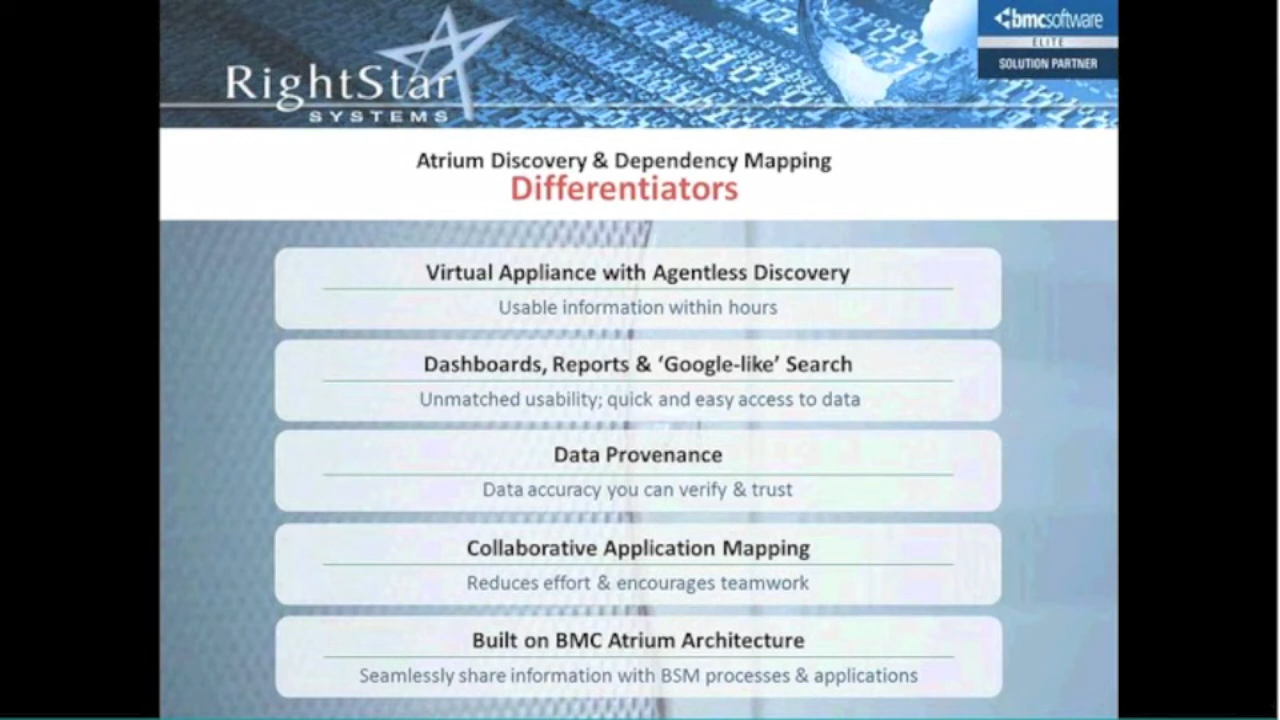 RightStar
SYSTEMS
bmcsoftware
ELITE
SOLUTION PARTNER
Atrium Discovery & Dependency Mapping
Differentiators
Virtual Appliance with Agentless Discovery
Usable information within hours
Dashboards, Reports & ‘Google-like’ Search
Unmatched usability; quick and easy access to data
Data Provenance
Data accuracy you can verify & trust
Collaborative Application Mapping
Reduces effort & encourages teamwork
Built on BMC Atrium Architecture
Seamlessly share information with BSM processes & applications